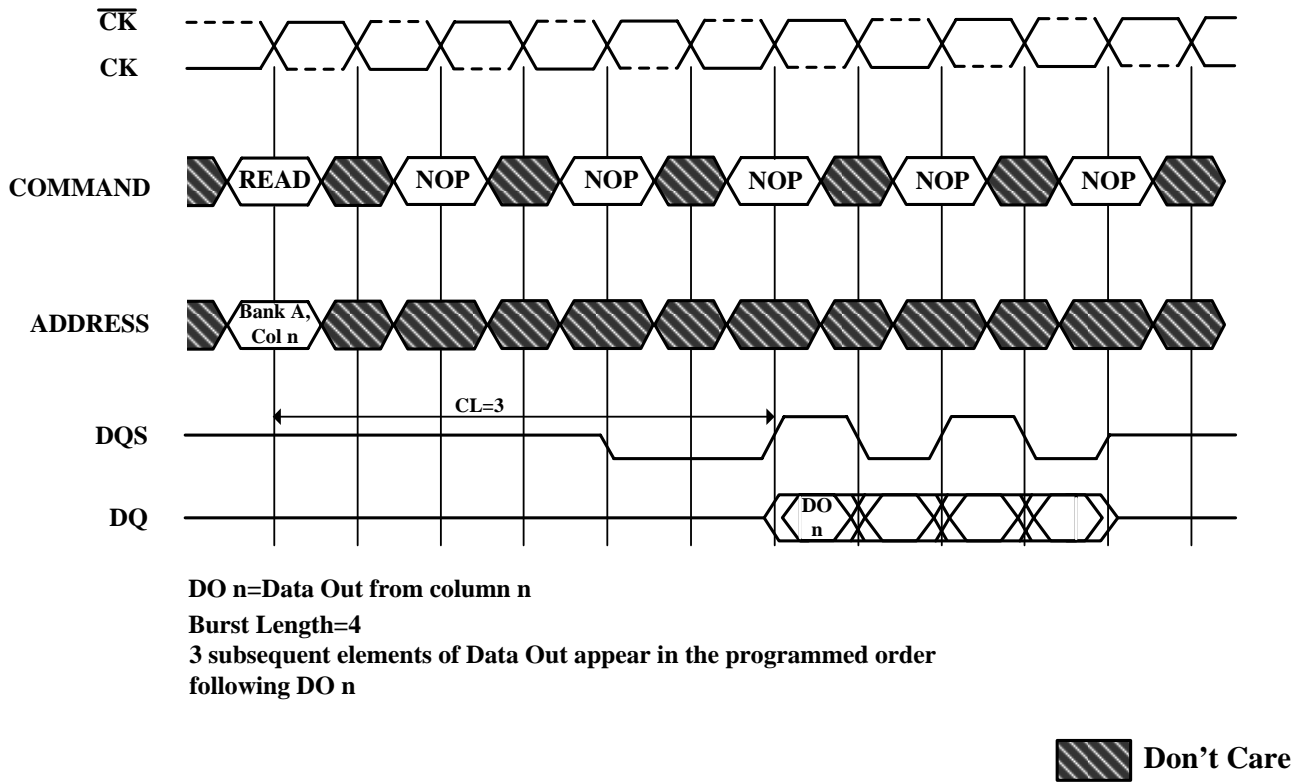 CK
CK
COMMAND READ NOP NOP NOP NOP NOP
ADDRESS Bank A,
Col n
CL=3
DQS
DQ DO
n
DO n=Data Out from column n
Burst Length=4
3 subsequent elements of Data Out appear in the programmed order
following DO n
Don't Care